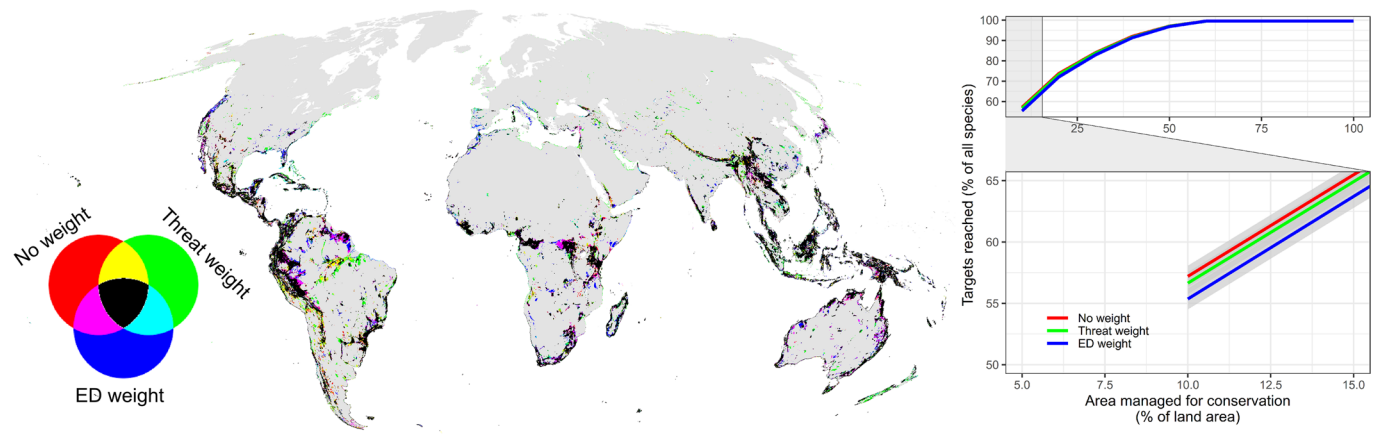 No weight
Threat weight
ED weight
Targets reached (% of all species)
100
90
80
70
60
25
50
75
100
65
60
55
50
No weight
Threat weight
ED weight
5.0
7.5
10.0
12.5
15.0
Area managed for conservation
(% of land area)